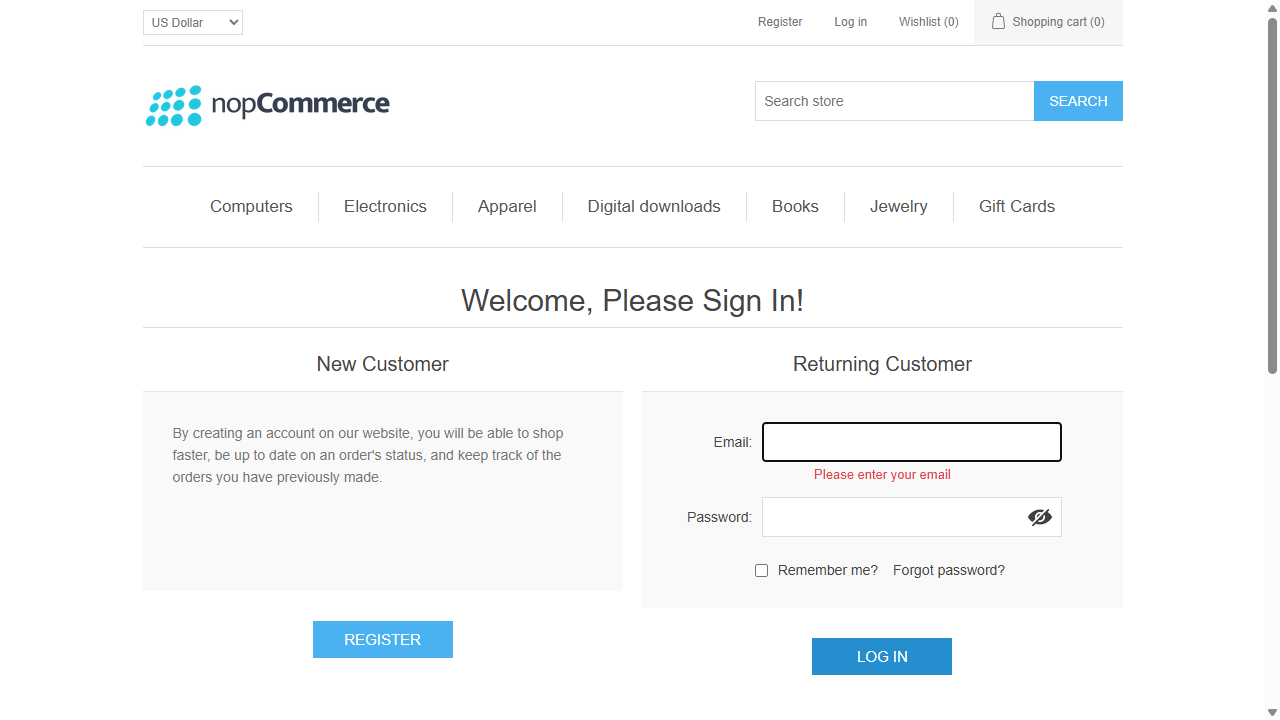 US Dollar
Register
Log in
Wishlist (0)
Shopping cart (0)
nopCommerce
Search store
SEARCH
Computers
Electronics
Apparel
Digital downloads
Books
Jewelry
Gift Cards
Welcome, Please Sign In!
New Customer
By creating an account on our website, you will be able to shop
faster, be up to date on an order's status, and keep track of the
orders you have previously made.
REGISTER
Returning Customer
Email:
Please enter your email
Password:
Remember me?
Forgot password?
LOG IN